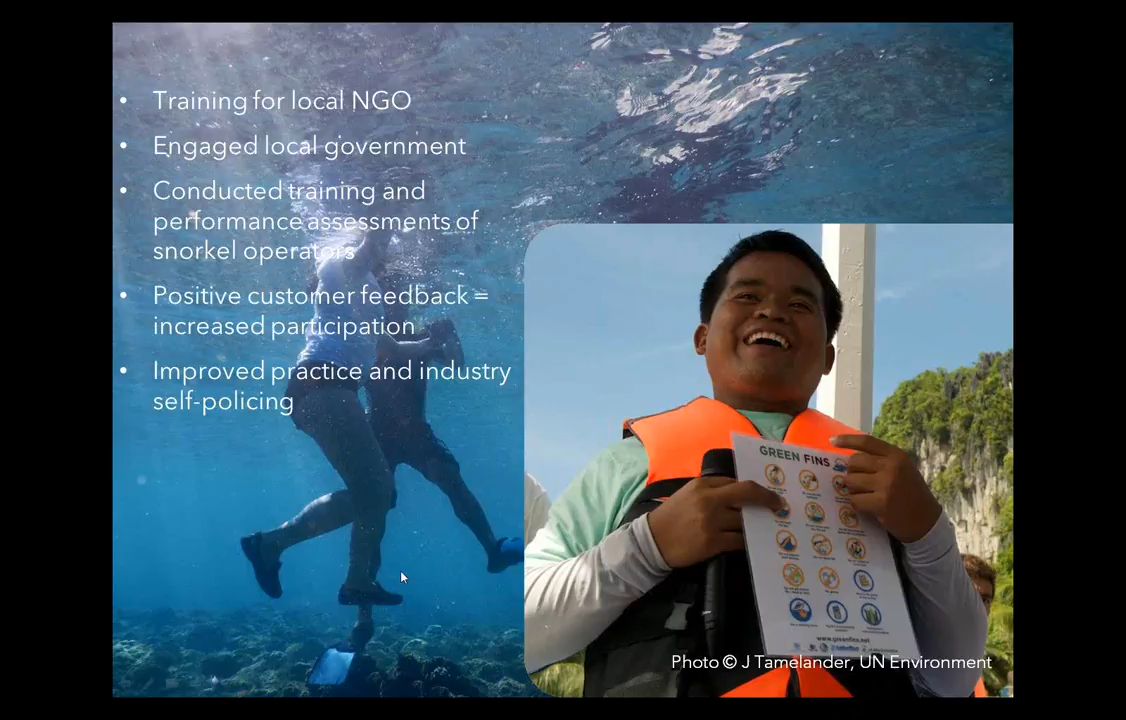 • Training for local NGO
• Engaged local government
• Conducted training and
performance assessments of
snorkel operators
• Positive customer feedback =
increased participation
• Improved practice and industry
self-policing
GREEN FINS
www.greenfins.net
Photo © J Tamelander, UN Environment